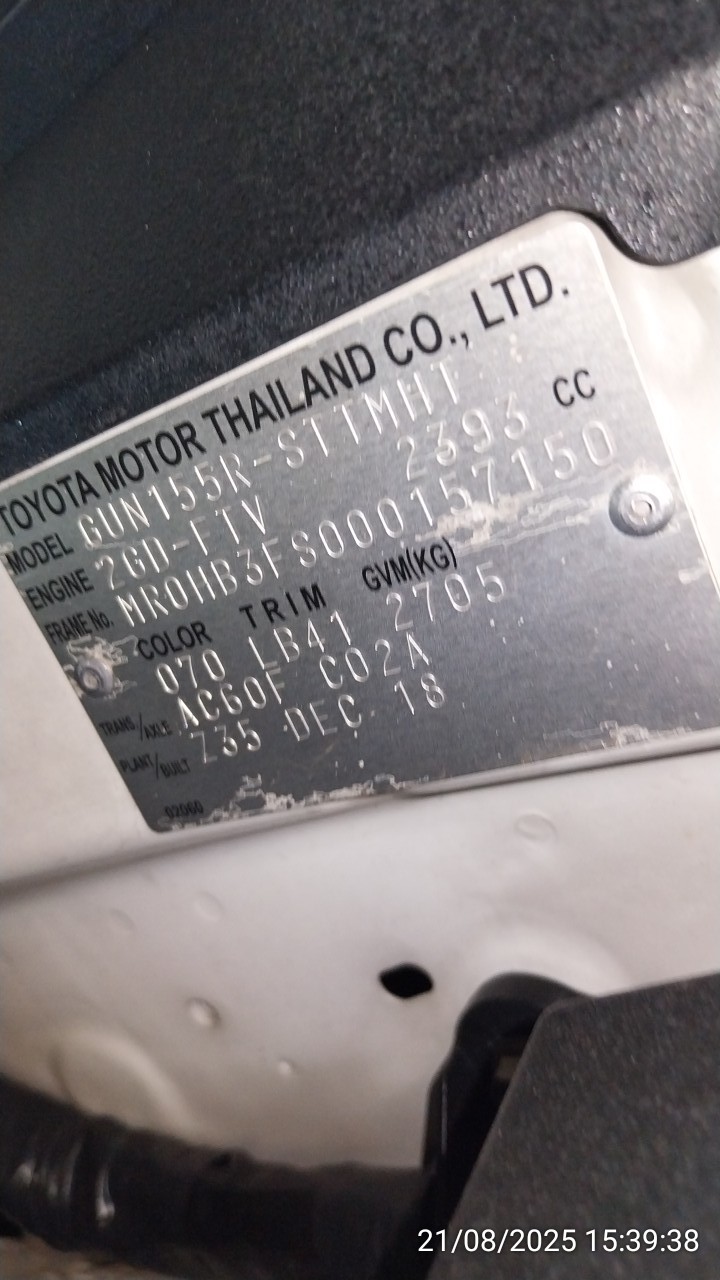 TOYOTA MOTOR THAILAND CO., LTD.
MODEL GUN155R-STTMHT
ENGINE 2GD-FTV 2393 CC
FRAME No. MR0HB3FS000157150
COLOR TRIM GVM(KG)
070 LB41 2705
TRANS/AXLE AC60F C02A
PLANT/BUILT Z35 DEC 18
02060
21/08/2025 15:39:38